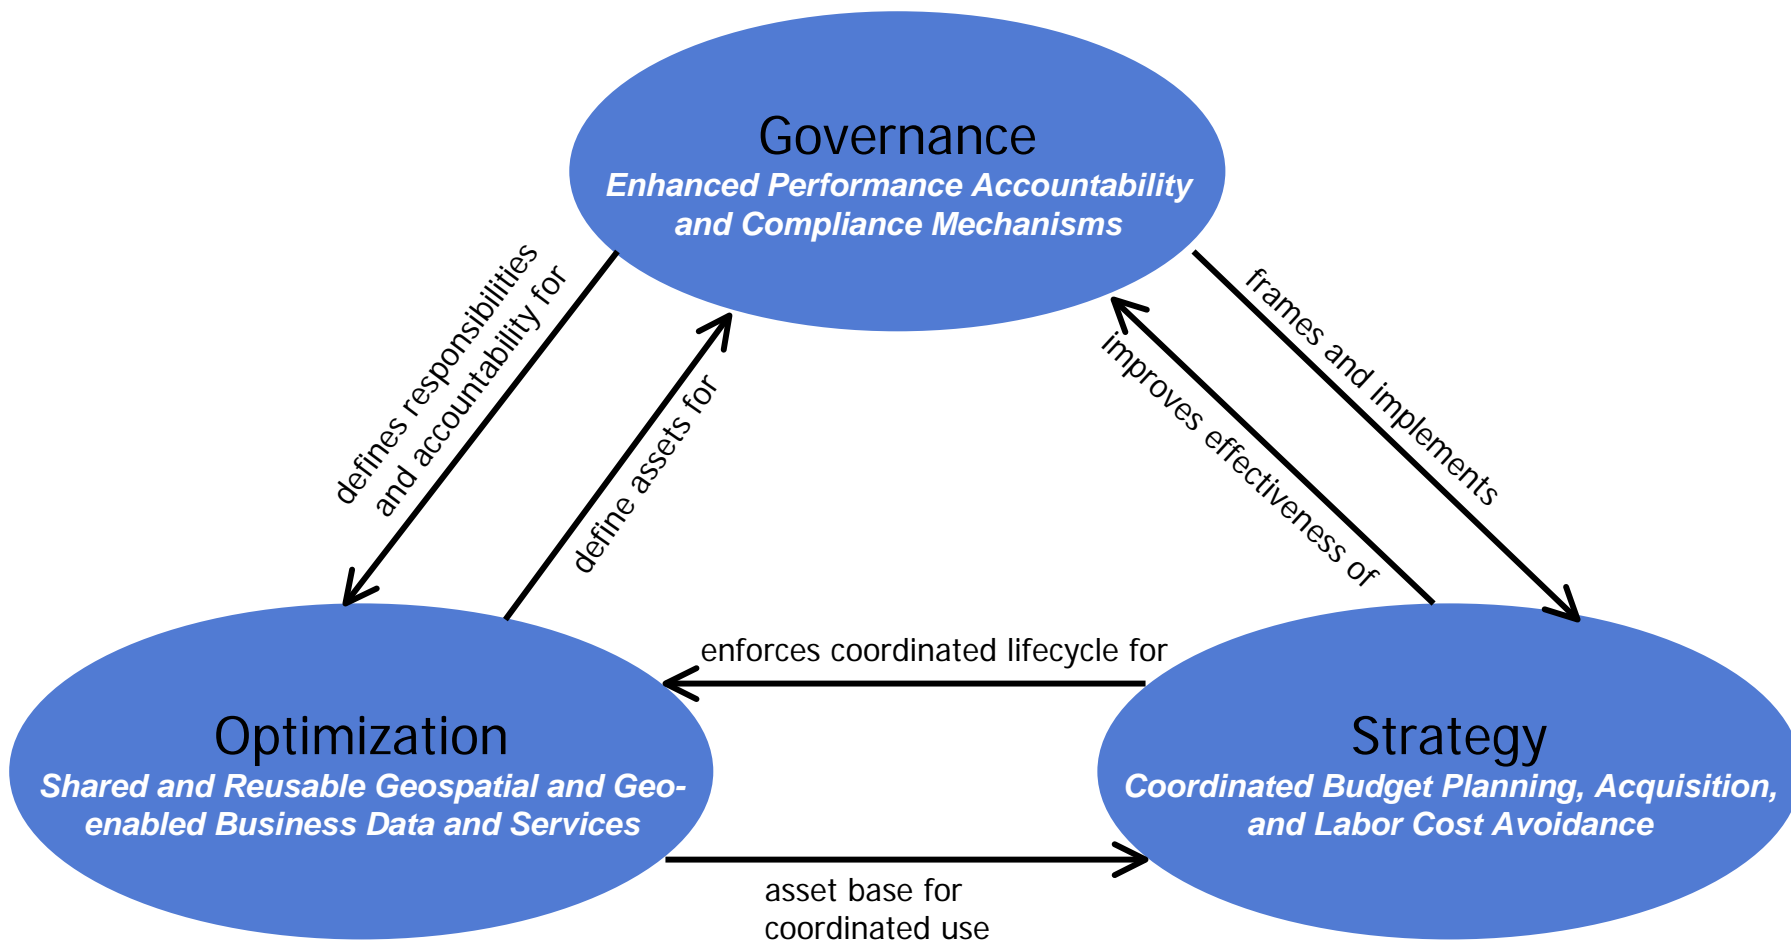 Governance
Enhanced Performance Accountability
and Compliance Mechanisms
defines responsibilities
and accountability for
define assets for
improves effectiveness of
frames and implements
enforces coordinated lifecycle for
Optimization
Shared and Reusable Geospatial and Geo-
enabled Business Data and Services
Strategy
Coordinated Budget Planning, Acquisition,
and Labor Cost Avoidance
asset base for
coordinated use